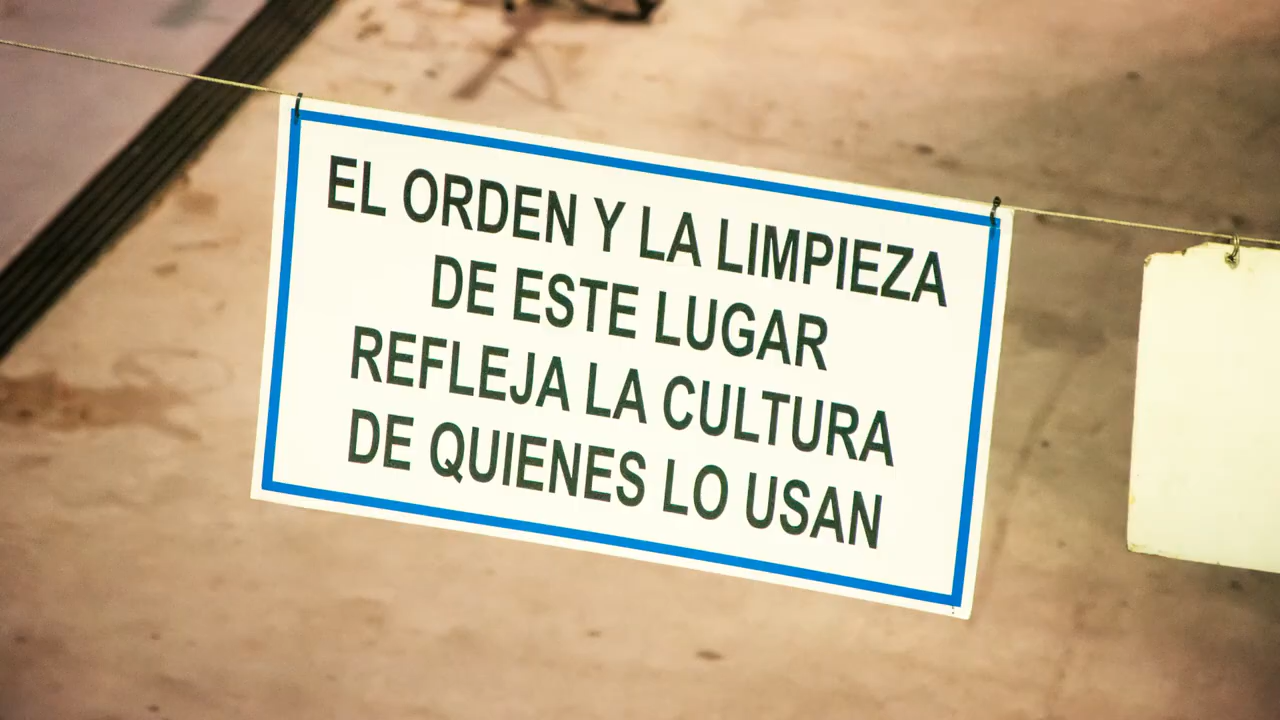 EL ORDEN Y LA LIMPIEZA
DE ESTE LUGAR
REFLEJA LA CULTURA
DE QUIENES LO USAN